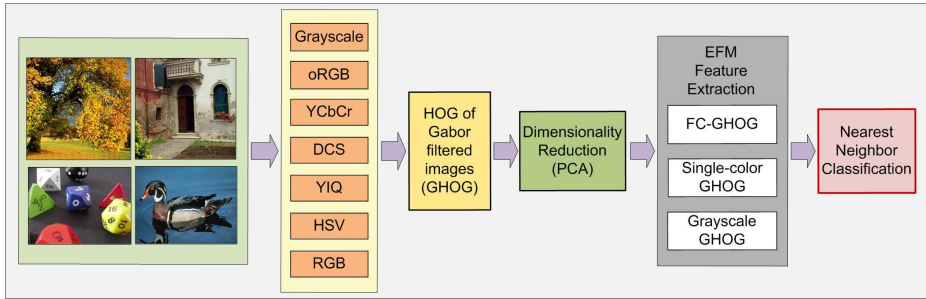 Grayscale
oRGB
YCbCr
DCS
YIQ
HSV
RGB
HOG of
Gabor
filtered
images
(GHOG)
Dimensionality
Reduction
(PCA)
EFM
Feature
Extraction
FC-GHOG
Single-color
GHOG
Grayscale
GHOG
Nearest
Neighbor
Classification